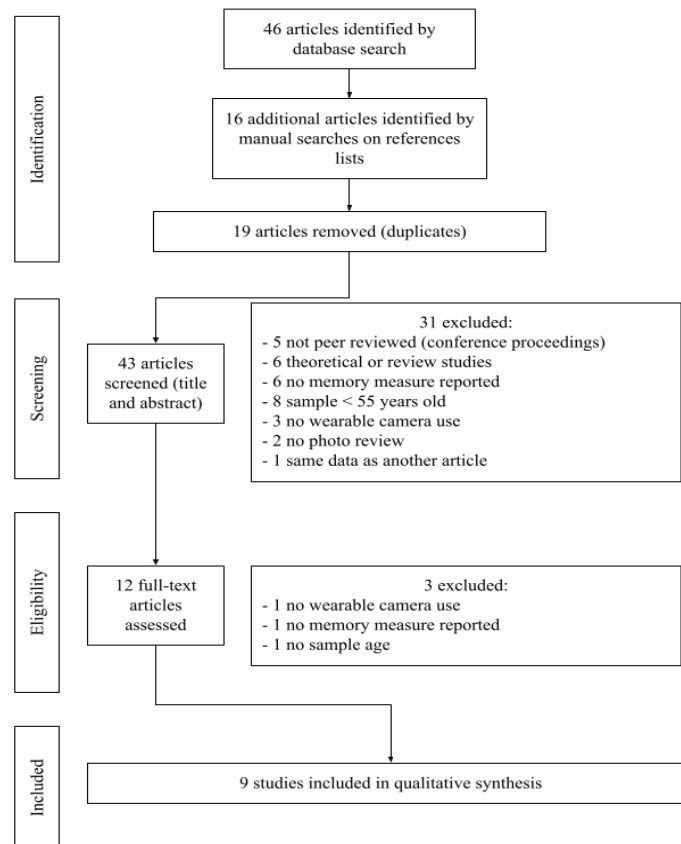 Identification
46 articles identified by
database search
16 additional articles identified by
manual searches on references
lists
19 articles removed (duplicates)
Screening
43 articles
screened (title
and abstract)
31 excluded:
- 5 not peer reviewed (conference proceedings)
- 6 theoretical or review studies
- 6 no memory measure reported
- 8 sample < 55 years old
- 3 no wearable camera use
- 2 no photo review
- 1 same data as another article
Eligibility
12 full-text
articles
assessed
3 excluded:
- 1 no wearable camera use
- 1 no memory measure reported
- 1 no sample age
Included
9 studies included in qualitative synthesis